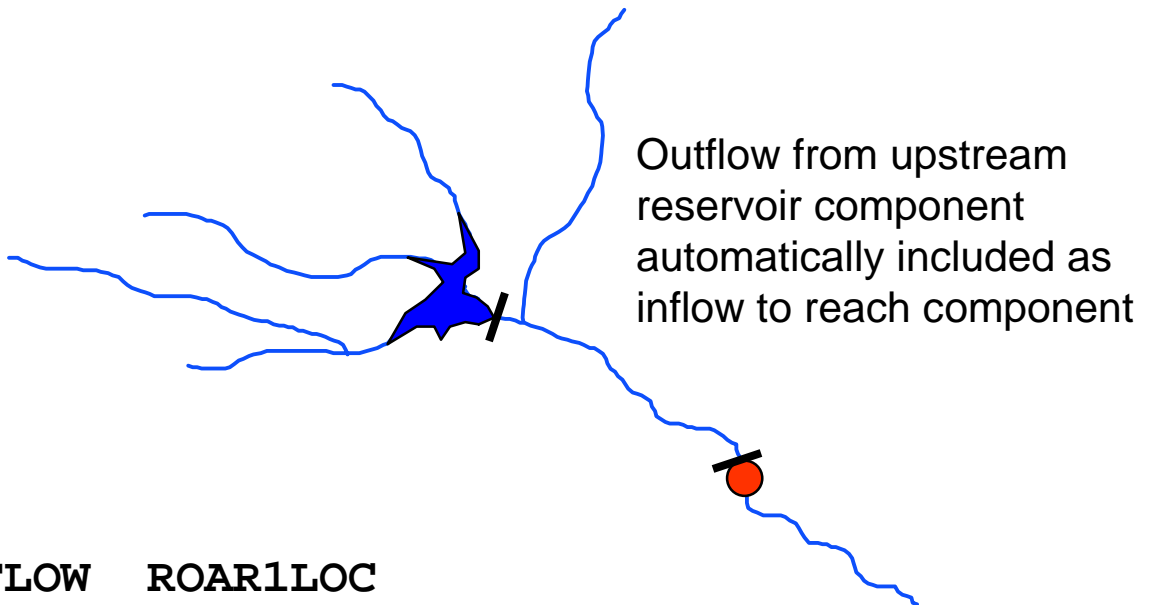 Outflow from upstream
reservoir component
automatically included as
inflow to reach component
ROAR1LOC